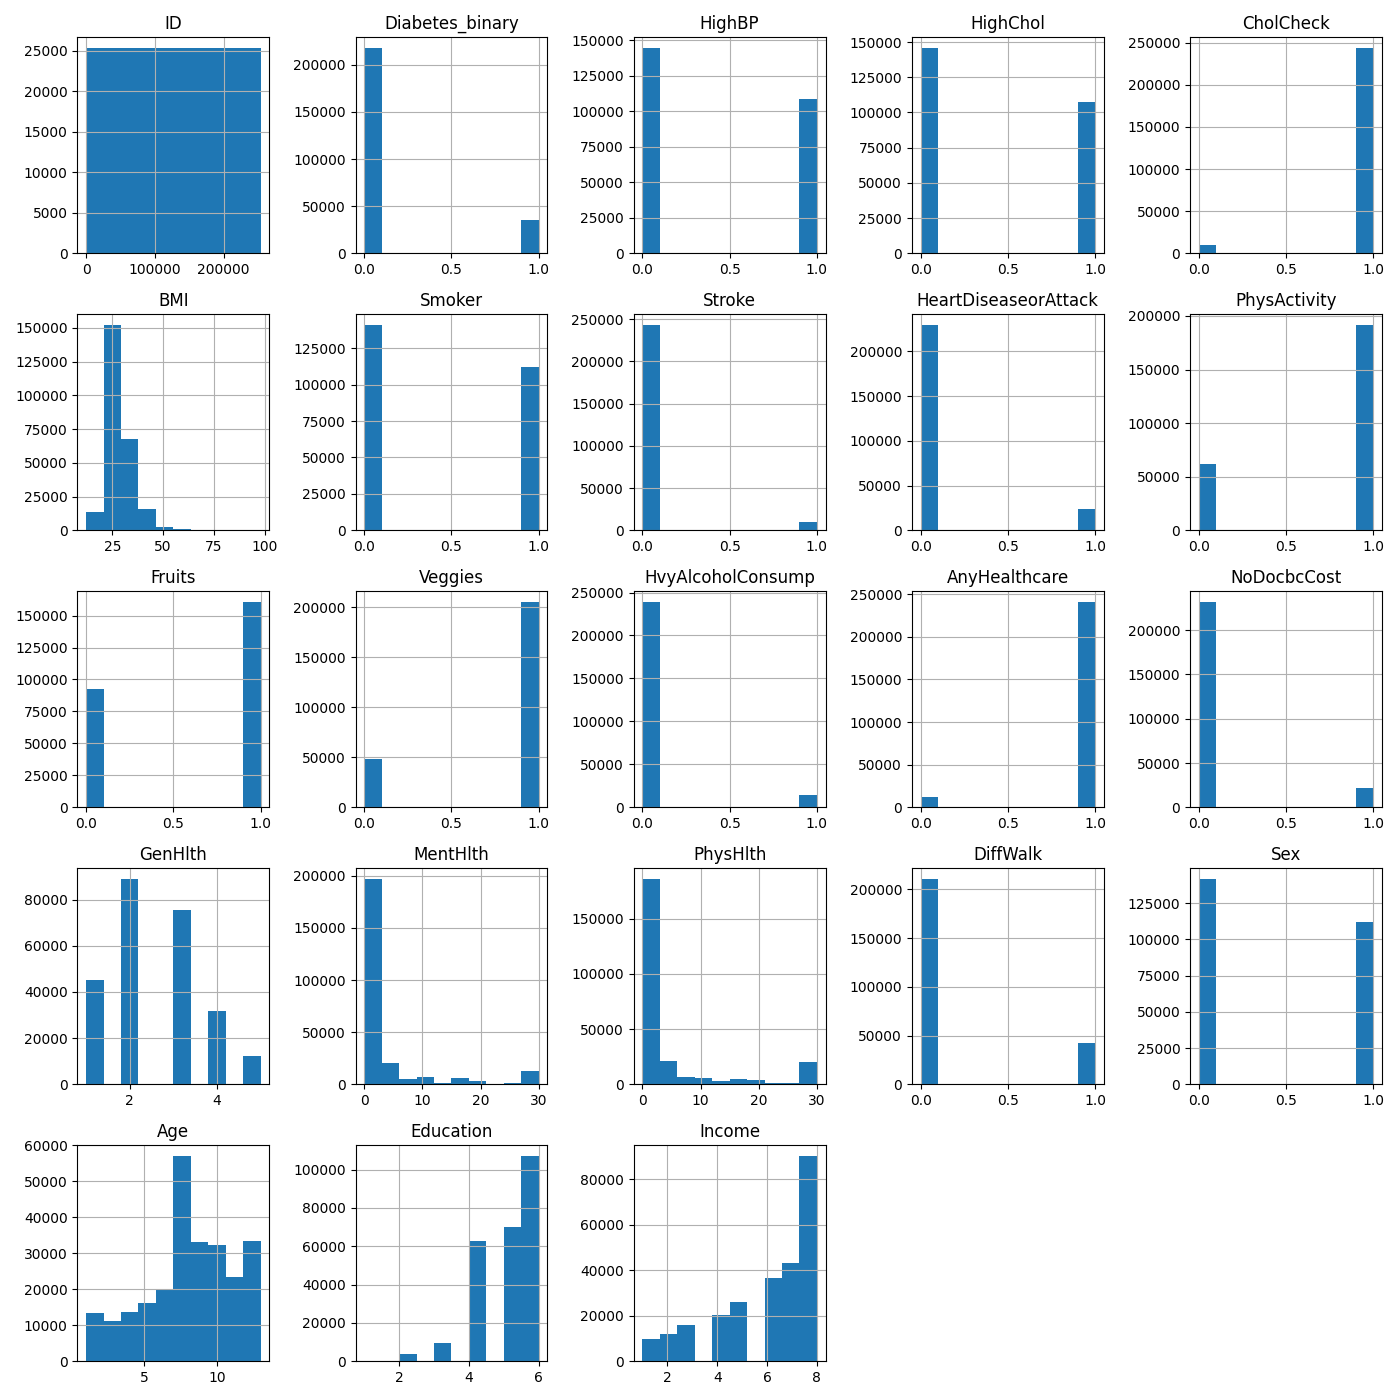 ID Diabetes_binary HighBP HighChol CholCheck
25000 20000 15000 10000 5000 0
0 100000 200000
200000 150000 100000 50000 0
0.0 0.5 1.0
150000 125000 100000 75000 50000 25000 0
0.0 0.5 1.0
150000 125000 100000 75000 50000 25000 0
0.0 0.5 1.0
250000 200000 150000 100000 50000 0
0.0 0.5 1.0
BMI Smoker Stroke HeartDiseaseorAttack PhysActivity
150000 125000 100000 75000 50000 25000 0
25 50 75 100
125000 100000 75000 50000 25000 0
0.0 0.5 1.0
250000 200000 150000 100000 50000 0
0.0 0.5 1.0
200000 150000 100000 50000 0
0.0 0.5 1.0
200000 150000 100000 50000 0
0.0 0.5 1.0
Fruits Veggies HvyAlcoholConsump AnyHealthcare NoDocbcCost
150000 125000 100000 75000 50000 25000 0
0.0 0.5 1.0
200000 150000 100000 50000 0
0.0 0.5 1.0
250000 200000 150000 100000 50000 0
0.0 0.5 1.0
250000 200000 150000 100000 50000 0
0.0 0.5 1.0
200000 150000 100000 50000 0
0.0 0.5 1.0
GenHlth MentHlth PhysHlth DiffWalk Sex
80000 60000 40000 20000 0
2 4
200000 150000 100000 50000 0
0 10 20 30
150000 100000 50000 0
0 10 20 30
200000 150000 100000 50000 0
0.0 0.5 1.0
125000 100000 75000 50000 25000 0
0.0 0.5 1.0
Age Education Income
60000 50000 40000 30000 20000 10000 0
5 10
100000 80000 60000 40000 20000 0
2 4 6
80000 60000 40000 20000 0
2 4 6 8